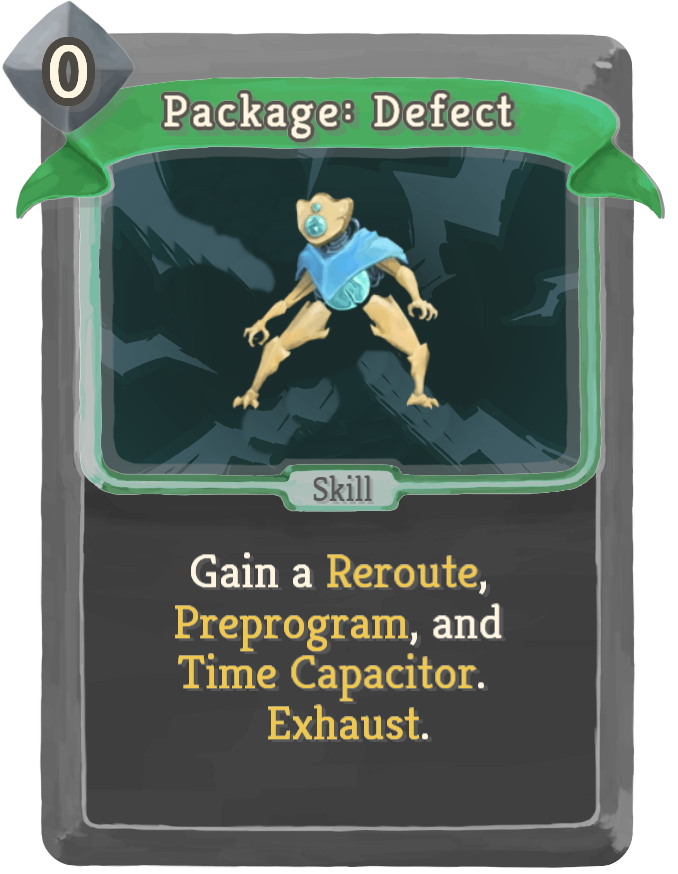 0
Package: Defect
Skill
Gain a Reroute,
Preprogram, and
Time Capacitor.
Exhaust.